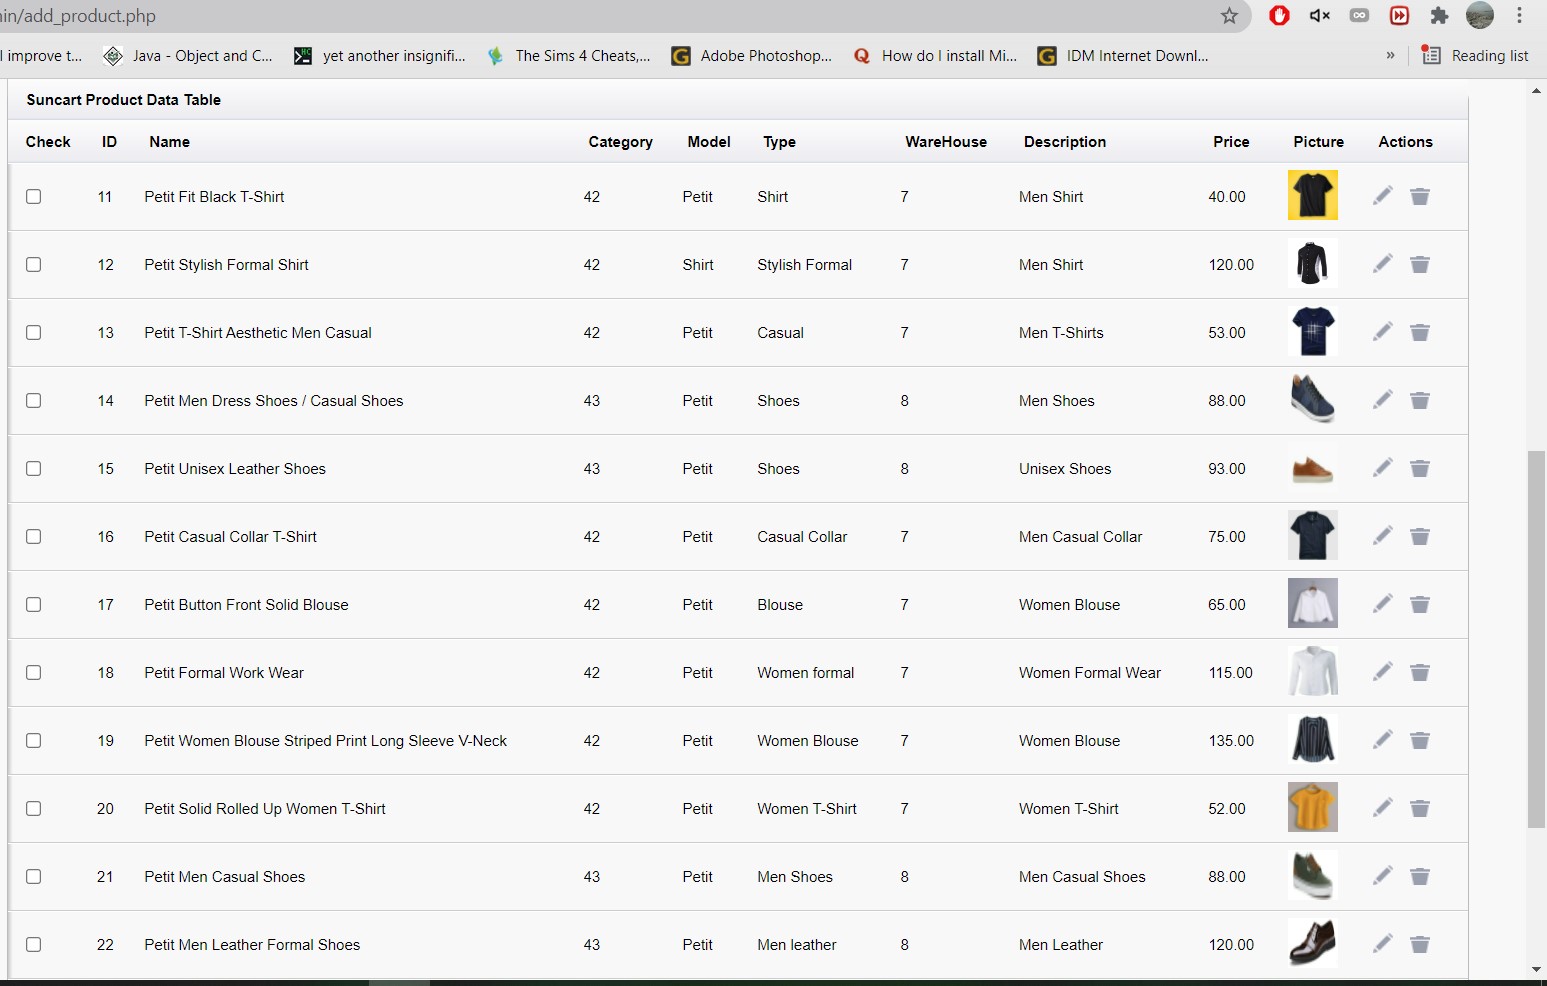 in/add_product.php
I improve t... Java - Object and C... yet another insignifi... The Sims 4 Cheats,... Adobe Photoshop... How do I install Mi... IDM Internet Downl... » Reading list
Suncart Product Data Table
Check ID Name Category Model Type WareHouse Description Price Picture Actions
11 Petit Fit Black T-Shirt 42 Petit Shirt 7 Men Shirt 40.00
12 Petit Stylish Formal Shirt 42 Shirt Stylish Formal 7 Men Shirt 120.00
13 Petit T-Shirt Aesthetic Men Casual 42 Petit Casual 7 Men T-Shirts 53.00
14 Petit Men Dress Shoes / Casual Shoes 43 Petit Shoes 8 Men Shoes 88.00
15 Petit Unisex Leather Shoes 43 Petit Shoes 8 Unisex Shoes 93.00
16 Petit Casual Collar T-Shirt 42 Petit Casual Collar 7 Men Casual Collar 75.00
17 Petit Button Front Solid Blouse 42 Petit Blouse 7 Women Blouse 65.00
18 Petit Formal Work Wear 42 Petit Women formal 7 Women Formal Wear 115.00
19 Petit Women Blouse Striped Print Long Sleeve V-Neck 42 Petit Women Blouse 7 Women Blouse 135.00
20 Petit Solid Rolled Up Women T-Shirt 42 Petit Women T-Shirt 7 Women T-Shirt 52.00
21 Petit Men Casual Shoes 43 Petit Men Shoes 8 Men Casual Shoes 88.00
22 Petit Men Leather Formal Shoes 43 Petit Men leather 8 Men Leather 120.00